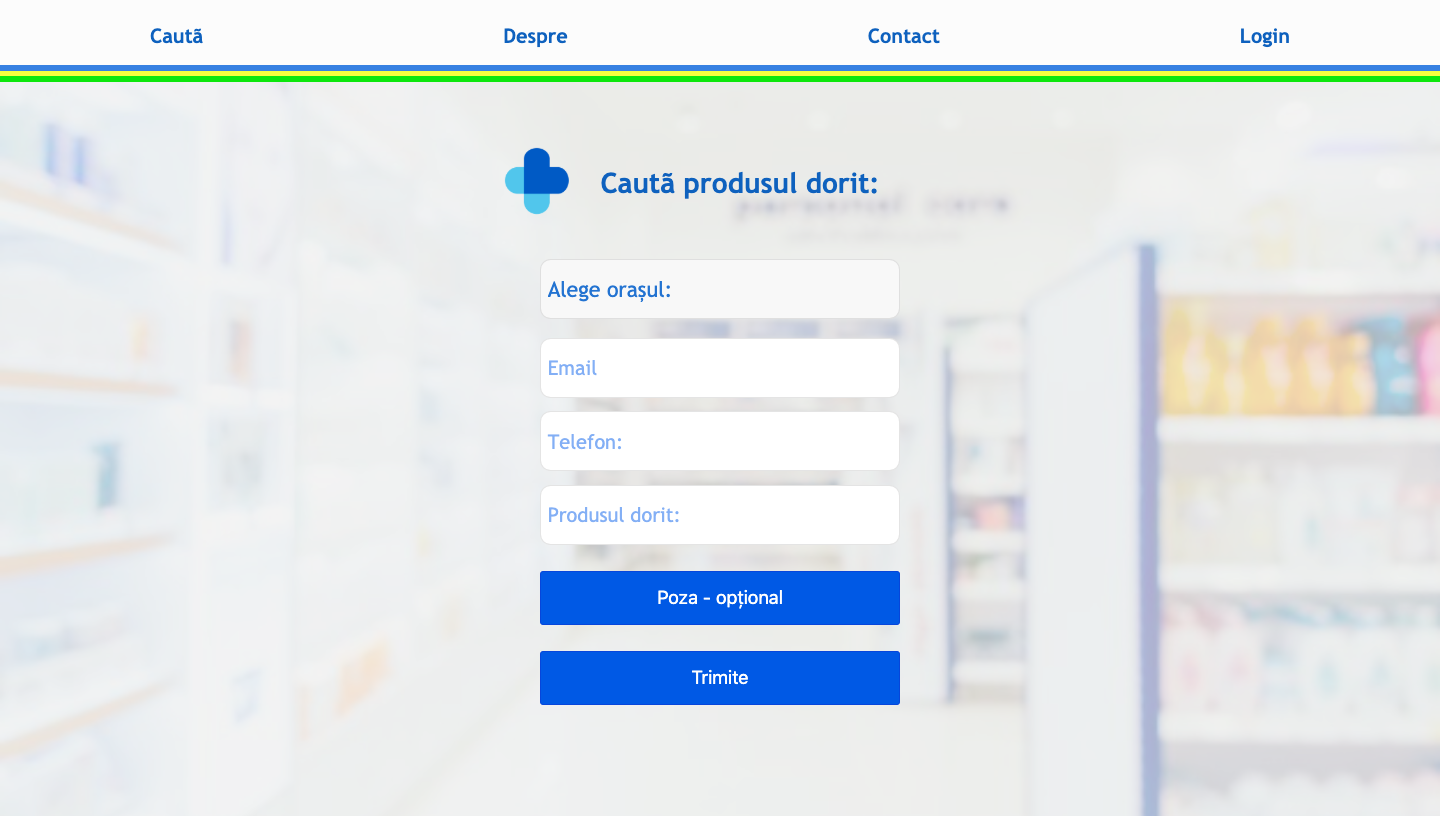 Caută Despre Contact Login
Caută produsul dorit:
Alege orașul:
Email
Telefon:
Produsul dorit:
Poza - opțional
Trimite